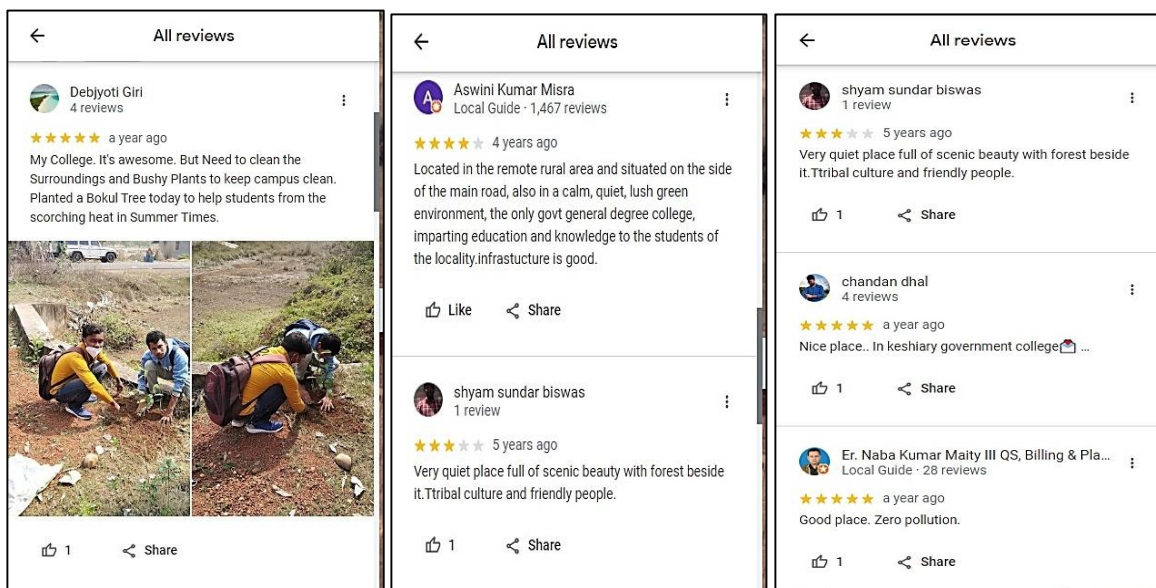 All reviews
Debjyoti Giri
4 reviews
a year ago
My College. It's awesome. But Need to clean the
Surroundings and Bushy Plants to keep campus clean.
Planted a Bokul Tree today to help students from the
scorching heat in Summer Times.
1 Share
All reviews
A
Aswini Kumar Misra
Local Guide · 1,467 reviews
4 years ago
Located in the remote rural area and situated on the side
of the main road, also in a calm, quiet, lush green
environment, the only govt general degree college,
imparting education and knowledge to the students of
the locality.infrastucture is good.
Like Share
shyam sundar biswas
1 review
5 years ago
Very quiet place full of scenic beauty with forest beside
it.Ttribal culture and friendly people.
1 Share
All reviews
shyam sundar biswas
1 review
5 years ago
Very quiet place full of scenic beauty with forest beside
it.Ttribal culture and friendly people.
1 Share
chandan dhal
4 reviews
a year ago
Nice place.. In keshiary government college📩 ...
1 Share
Er. Naba Kumar Maity III QS, Billing & Pla...
Local Guide · 28 reviews
a year ago
Good place. Zero pollution.
1 Share